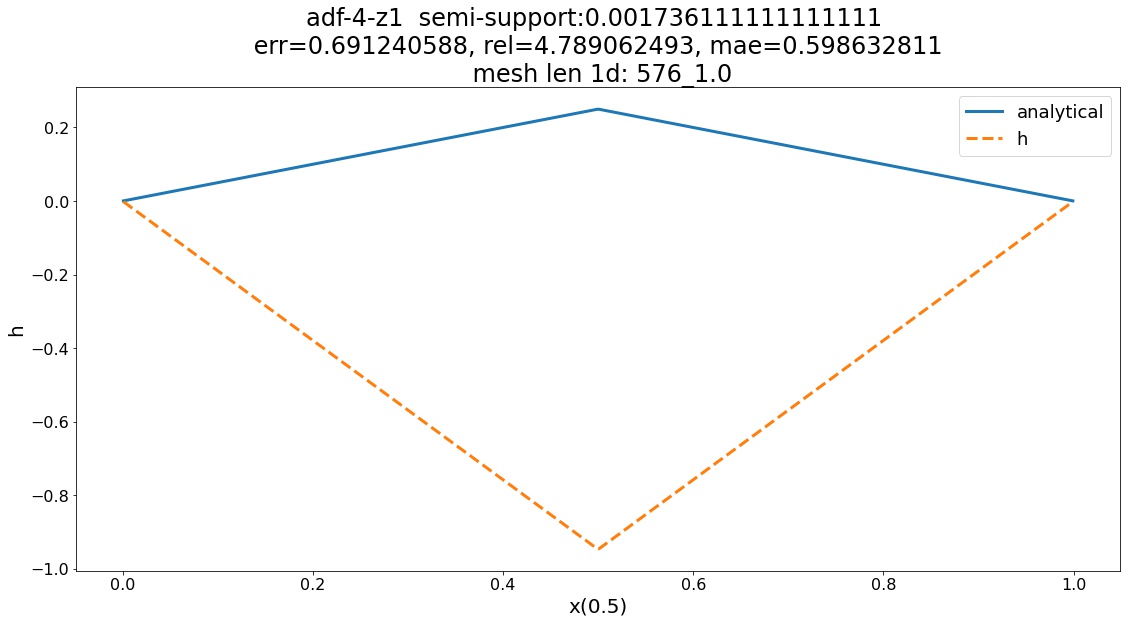 adf-4-z1  semi-support:0.001736111111111111
err=0.691240588, rel=4.789062493, mae=0.598632811
mesh len 1d: 576_1.0
analytical
h
0.2
0.0
−0.2
−0.4
−0.6
−0.8
−1.0
h
0.0 0.2 0.4 0.6 0.8 1.0
x(0.5)